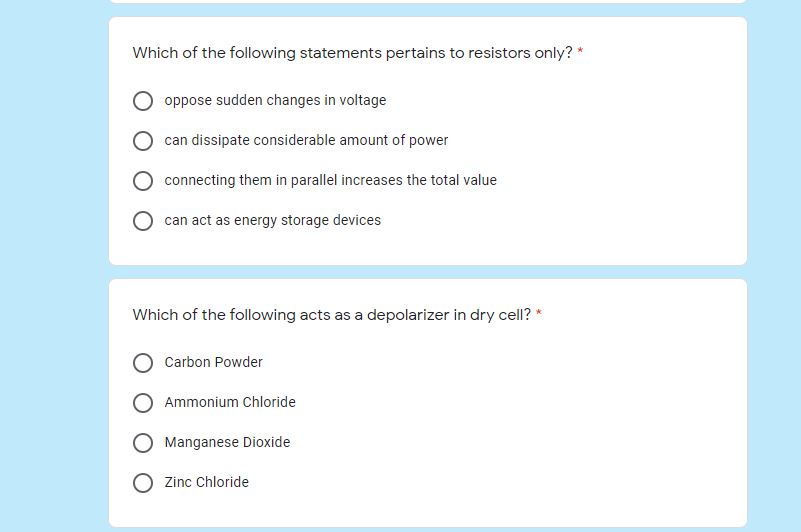 Which of the following statements pertains to resistors only? *
oppose sudden changes in voltage
can dissipate considerable amount of power
connecting them in parallel increases the total value
can act as energy storage devices
Which of the following acts as a depolarizer in dry cell? *
Carbon Powder
Ammonium Chloride
Manganese Dioxide
Zinc Chloride